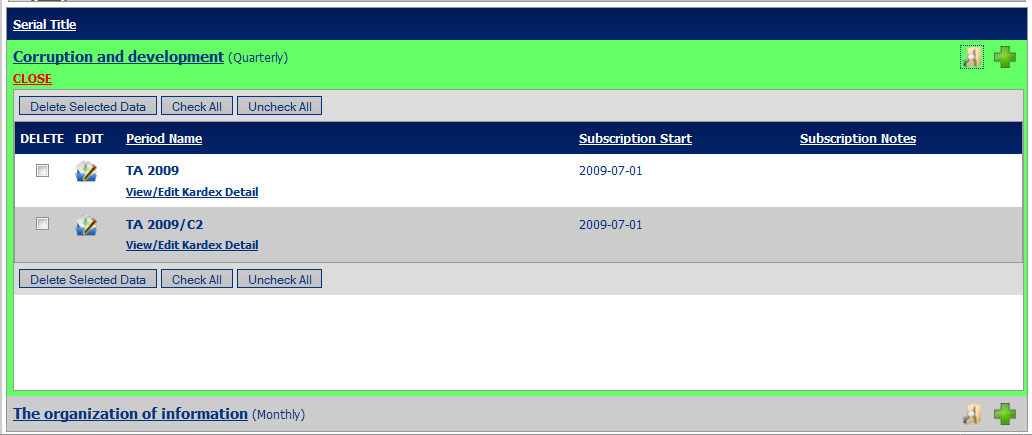 Serial Title
Corruption and development (Quarterly)
CLOSE
Delete Selected Data Check All Uncheck All
DELETE EDIT Period Name Subscription Start Subscription Notes
TA 2009 2009-07-01
View/Edit Kardex Detail
TA 2009/C2 2009-07-01
View/Edit Kardex Detail
Delete Selected Data Check All Uncheck All
The organization of information (Monthly)